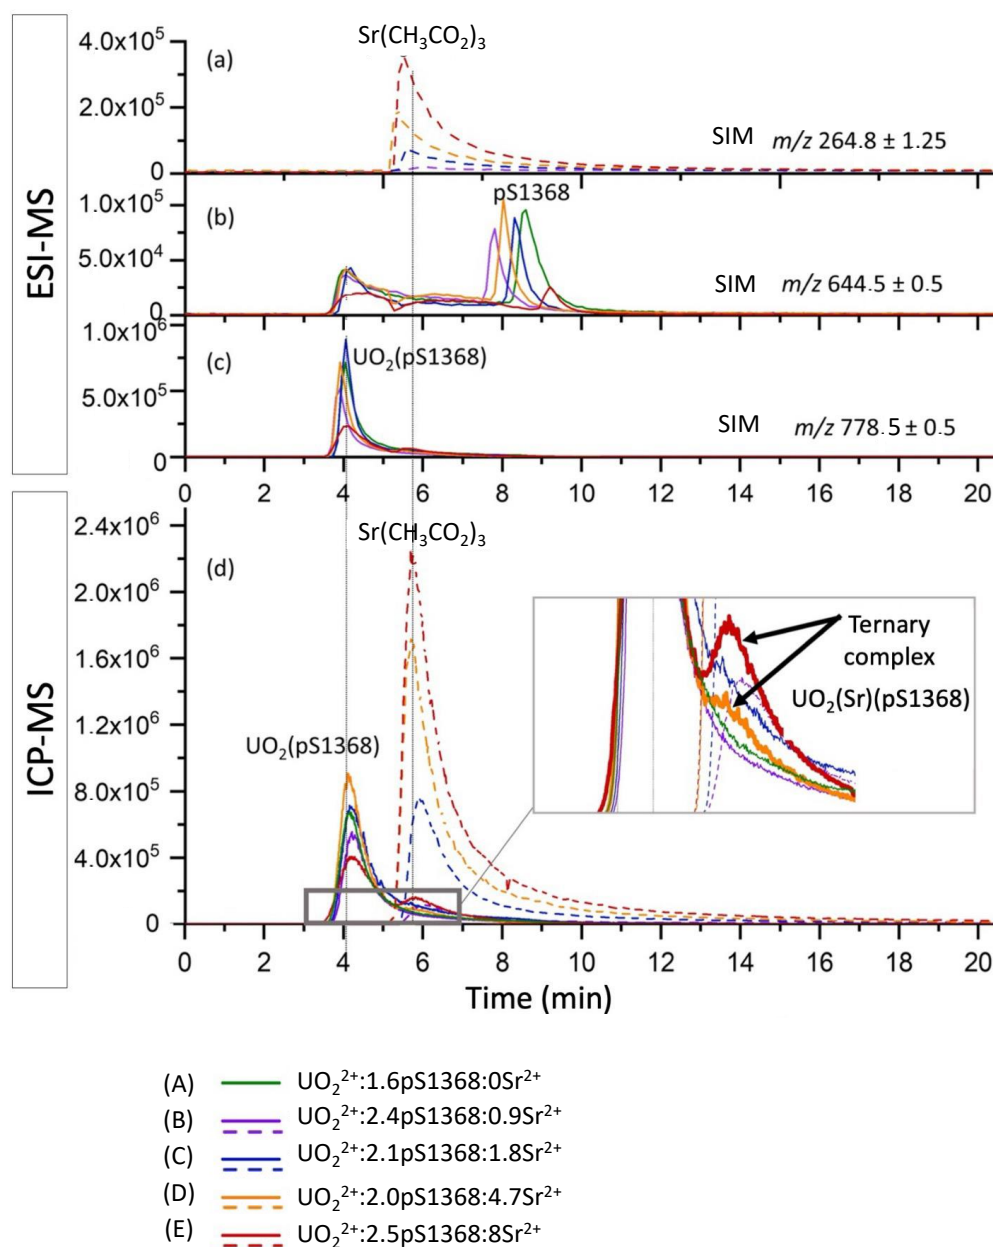 ESI-MS
Sr(CH₃CO₂)₃
4.0x10⁵
(a)
2.0x10⁵
SIM m/z 264.8 ± 1.25
0
pS1368
1.0x10⁵
(b)
5.0x10⁴
SIM m/z 644.5 ± 0.5
0
1.0x10⁶
(c)
UO₂(pS1368)
5.0x10⁵
SIM m/z 778.5 ± 0.5
0
0 2 4 6 8 10 12 14 16 18 20
ICP-MS
2.4x10⁶
Sr(CH₃CO₂)₃
(d)
2.0x10⁶
1.6x10⁶
Ternary
complex
UO₂(Sr)(pS1368)
1.2x10⁶
UO₂(pS1368)
8.0x10⁵
4.0x10⁵
0
0 2 4 6 8 10 12 14 16 18 20
Time (min)
(A) UO₂²⁺:1.6pS1368:0Sr²⁺
(B) UO₂²⁺:2.4pS1368:0.9Sr²⁺
(C) UO₂²⁺:2.1pS1368:1.8Sr²⁺
(D) UO₂²⁺:2.0pS1368:4.7Sr²⁺
(E) UO₂²⁺:2.5pS1368:8Sr²⁺